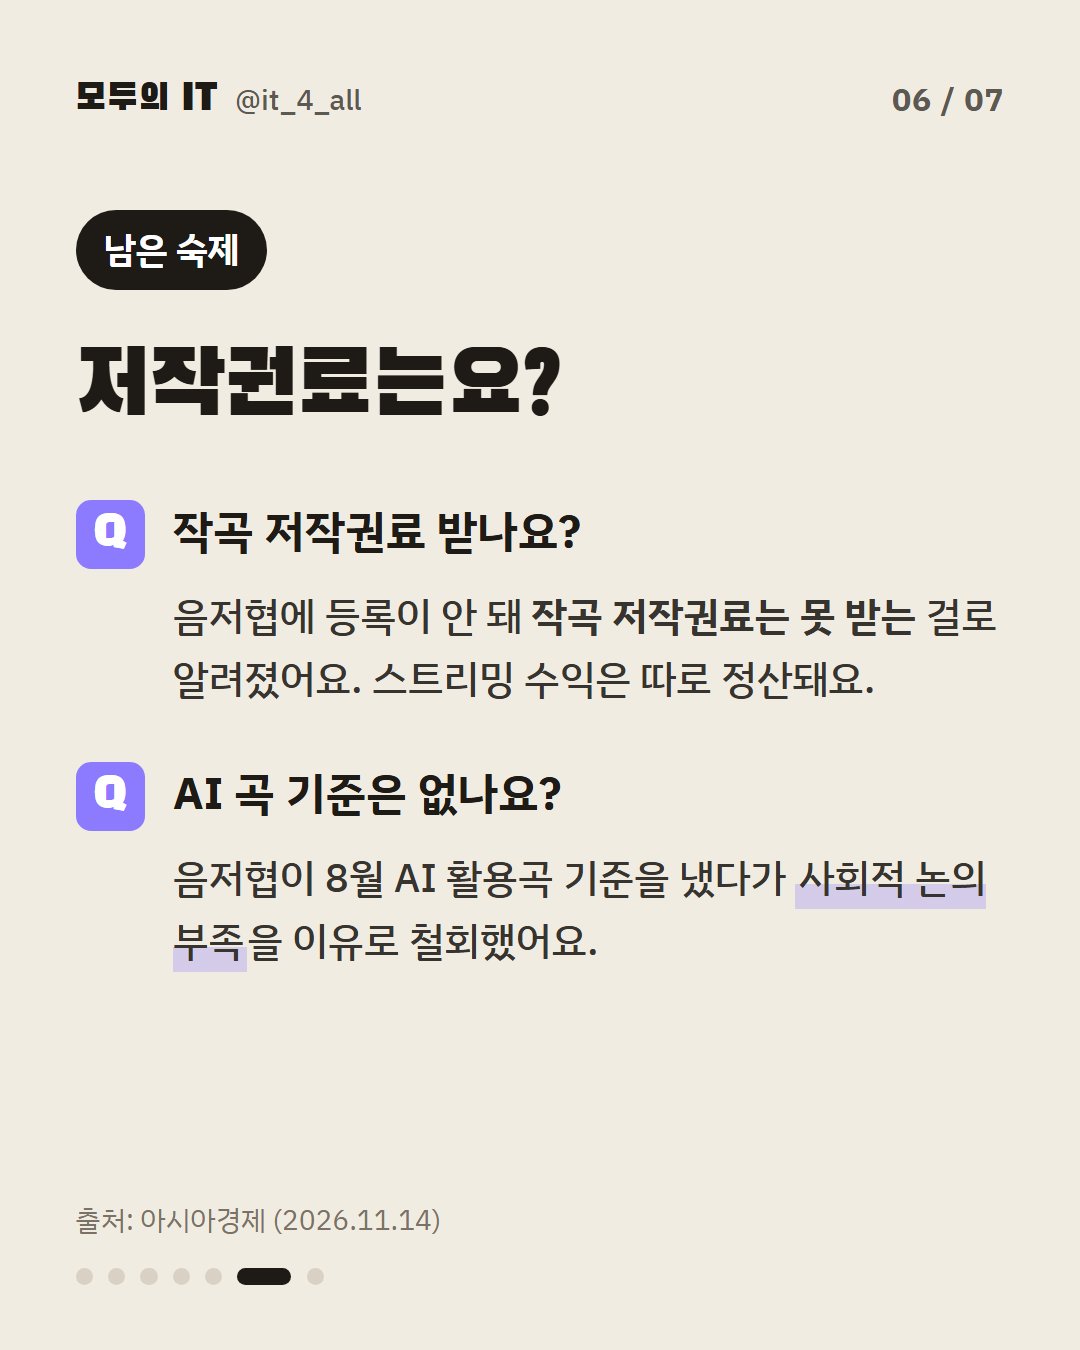 모두의 IT @it_4_all
06 / 07
남은 숙제
저작권료는요?
Q 작곡 저작권료 받나요?
음저협에 등록이 안 돼 작곡 저작권료는 못 받는 걸로
알려졌어요. 스트리밍 수익은 따로 정산돼요.
Q AI 곡 기준은 없나요?
음저협이 8월 AI 활용곡 기준을 냈다가 사회적 논의
부족을 이유로 철회했어요.
출처: 아시아경제 (2026.11.14)